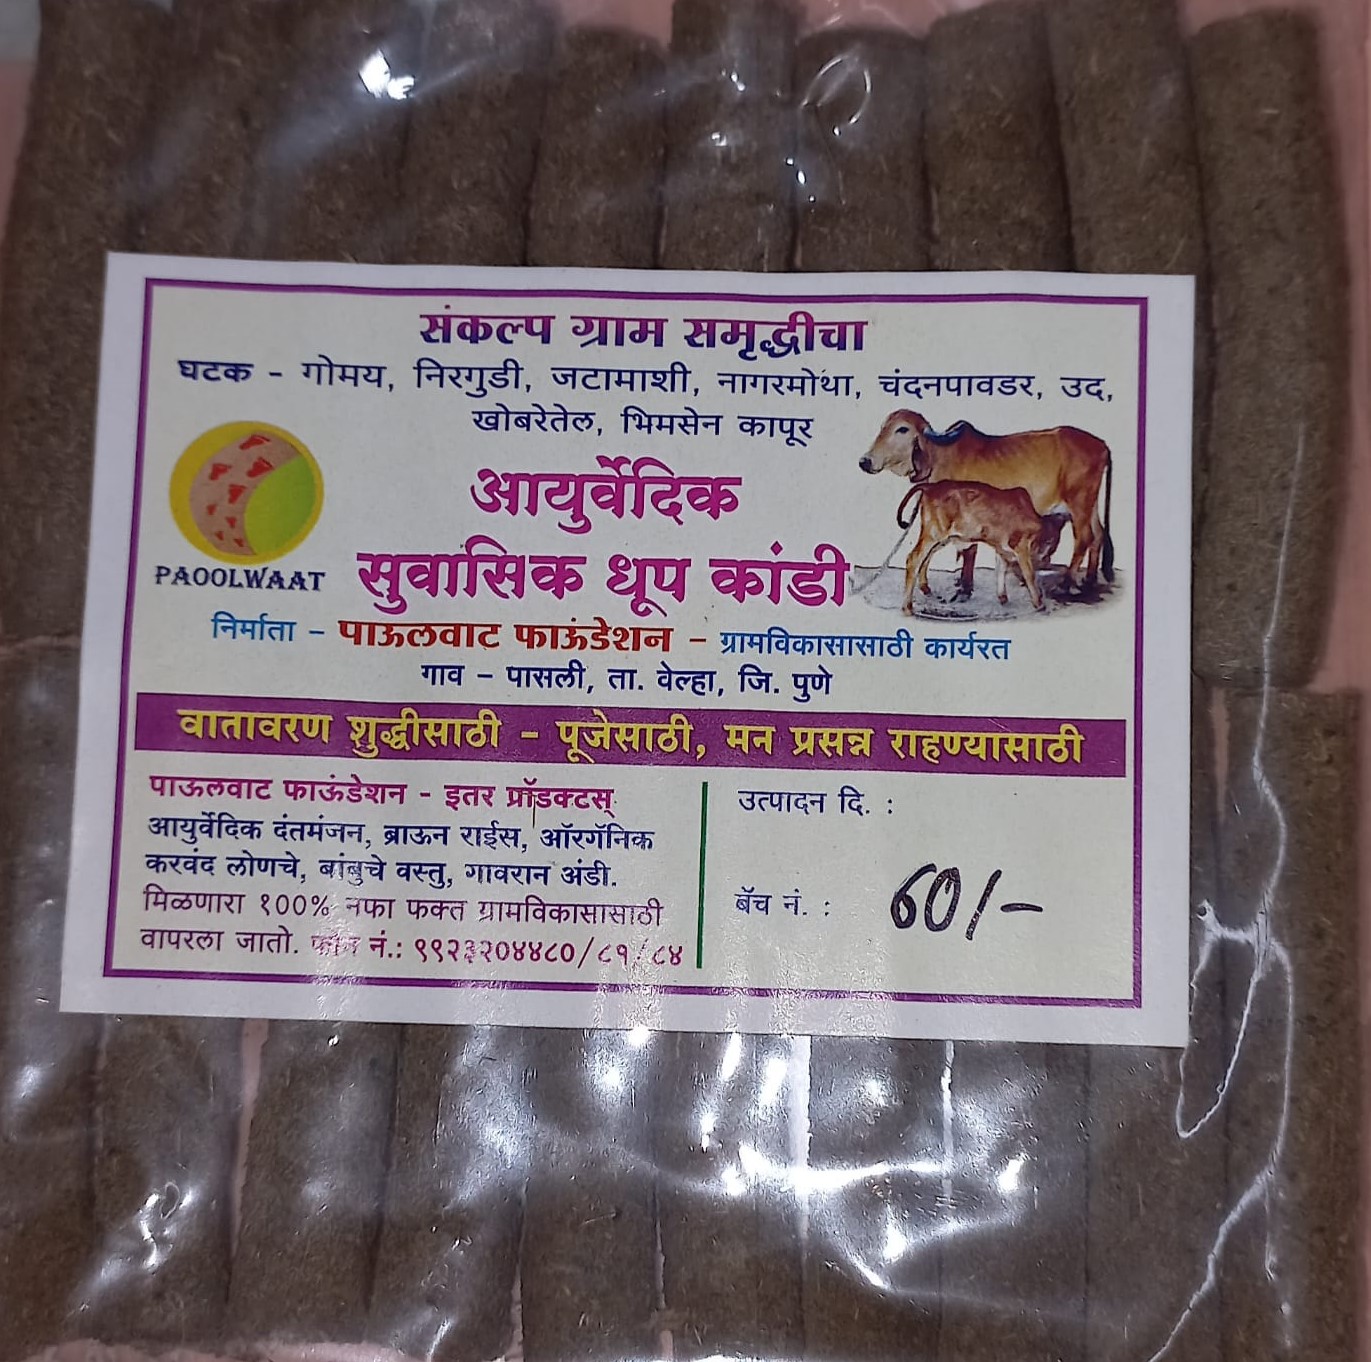 संकल्प ग्राम समृद्धीचा
घटक - गोमय, निरगुडी, जटामाशी, नागरमोथा, चंदनपावडर, उद,
खोबरेतेल, भिमसेन कापूर
आयुर्वेदिक
सुवासिक धूप कांडी
PAOOLWAAT
निर्माता - पाऊलवाट फाऊंडेशन - ग्रामविकासासाठी कार्यरत
गाव - पासली, ता. वेल्हा, जि. पुणे
वातावरण शुद्धीसाठी - पूजेसाठी, मन प्रसन्न राहण्यासाठी
पाऊलवाट फाऊंडेशन - इतर प्रॉडक्टस्
आयुर्वेदिक दंतमंजन, ब्राऊन राईस, ऑरगॅनिक
करवंद लोणचे, बांबुचे वस्तु, गावरान अंडी.
मिळणारा १००% नफा फक्त ग्रामविकासासाठी
वापरला जातो. फोन नं.: ९९२३२०४४८०/८१/८४
उत्पादन दि. :
बॅच नं. : 60/-